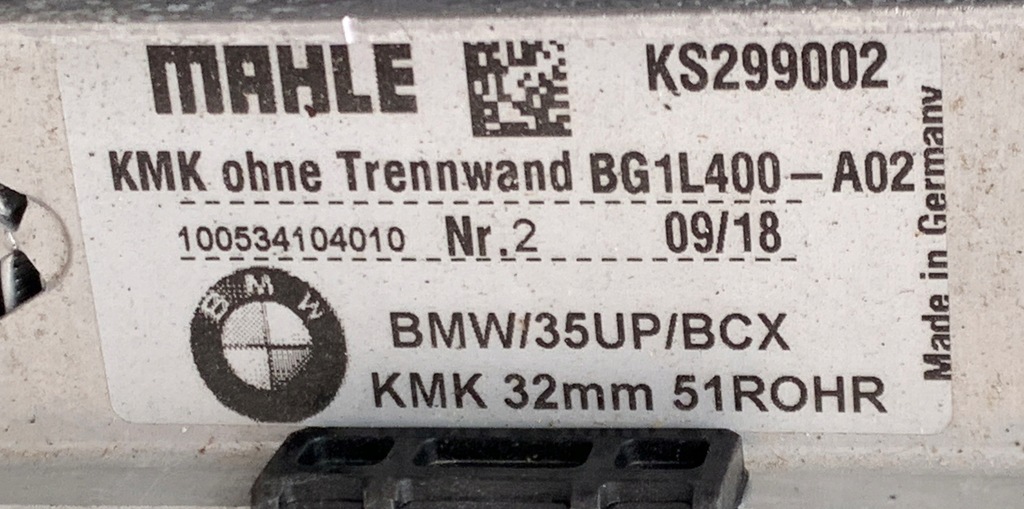 MAHLE KS299002
KMK ohne Trennwand BG1L400-A02
100534104010 Nr.2 09/18
BMW
BMW/35UP/BCX
KMK 32mm 51ROHR
Made in Germany